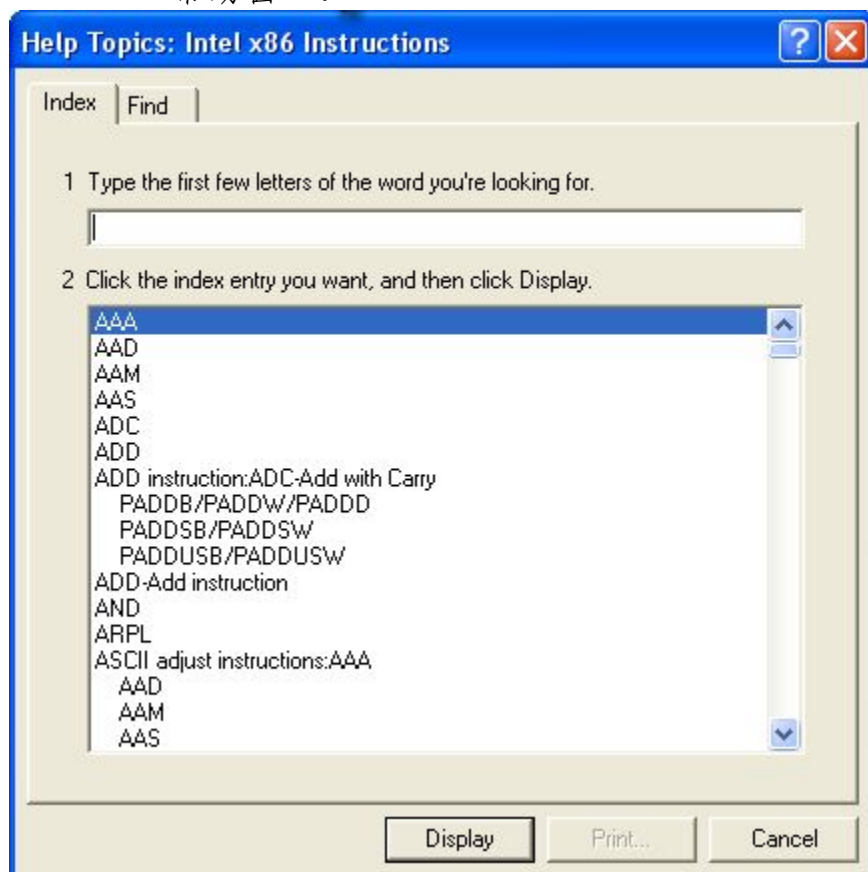 Help Topics: Intel x86 Instructions
Index Find
1 Type the first few letters of the word you're looking for.
2 Click the index entry you want, and then click Display.
AAA
AAD
AAM
AAS
ADC
ADD
ADD instruction:ADC-Add with Carry
PADDB/PADDW/PADDD
PADDSB/PADDSW
PADDUSB/PADDUSW
ADD-Add instruction
AND
ARPL
ASCII adjust instructions:AAA
AAD
AAM
AAS
Display Print... Cancel